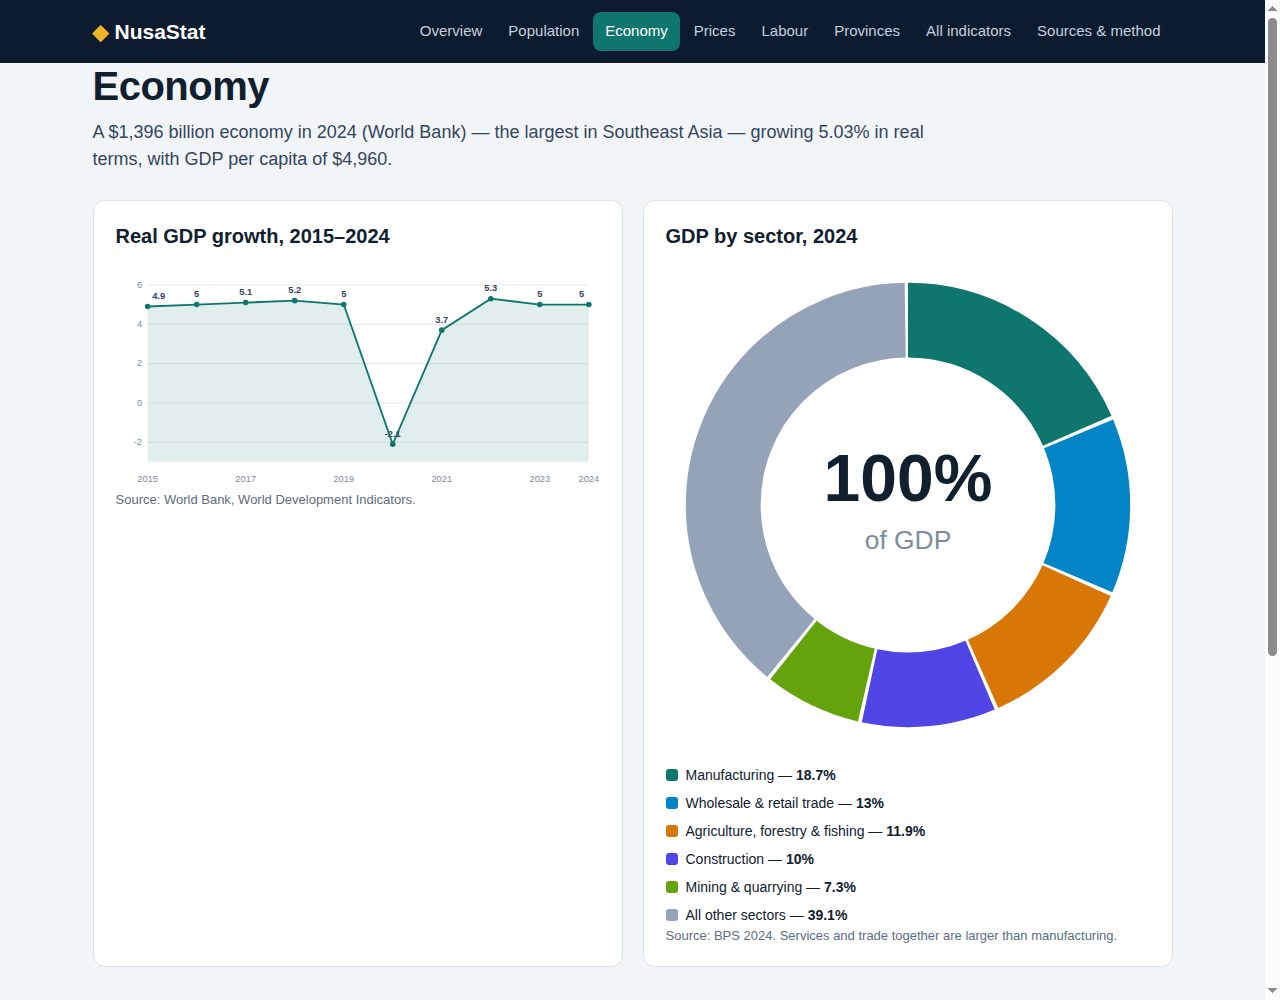 NusaStat
Overview Population Economy Prices Labour Provinces All indicators Sources & method
Economy
A $1,396 billion economy in 2024 (World Bank) — the largest in Southeast Asia — growing 5.03% in real
terms, with GDP per capita of $4,960.
Real GDP growth, 2015–2024
6
4
2
0
-2
4.9 5 5.1 5.2 5 -2.1 3.7 5.3 5 5
2015 2017 2019 2021 2023 2024
Source: World Bank, World Development Indicators.
GDP by sector, 2024
100%
of GDP
Manufacturing — 18.7%
Wholesale & retail trade — 13%
Agriculture, forestry & fishing — 11.9%
Construction — 10%
Mining & quarrying — 7.3%
All other sectors — 39.1%
Source: BPS 2024. Services and trade together are larger than manufacturing.